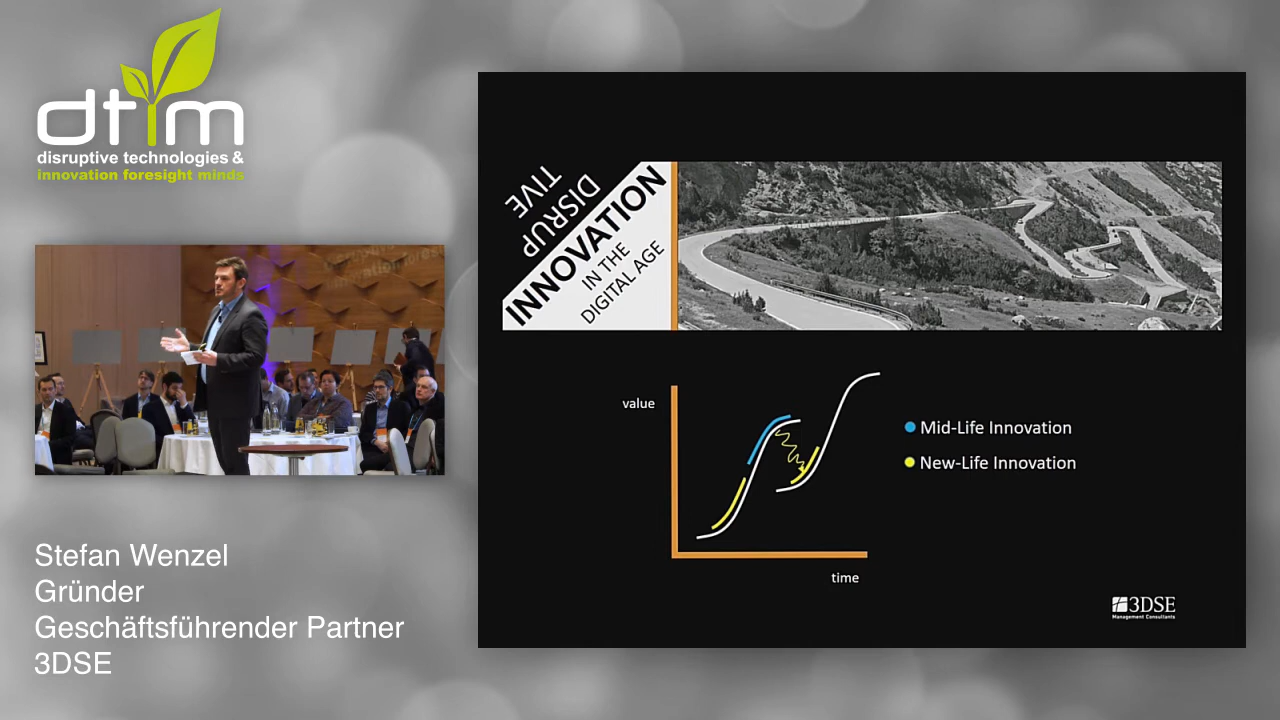 dtim
disruptive technologies &
innovation foresight minds
Stefan Wenzel
Gründer
Geschäftsführender Partner
3DSE
DISRUP
TIVE
INNOVATION
IN THE
DIGITAL AGE
value
time
Mid-Life Innovation
New-Life Innovation
3DSE
Management Consultants